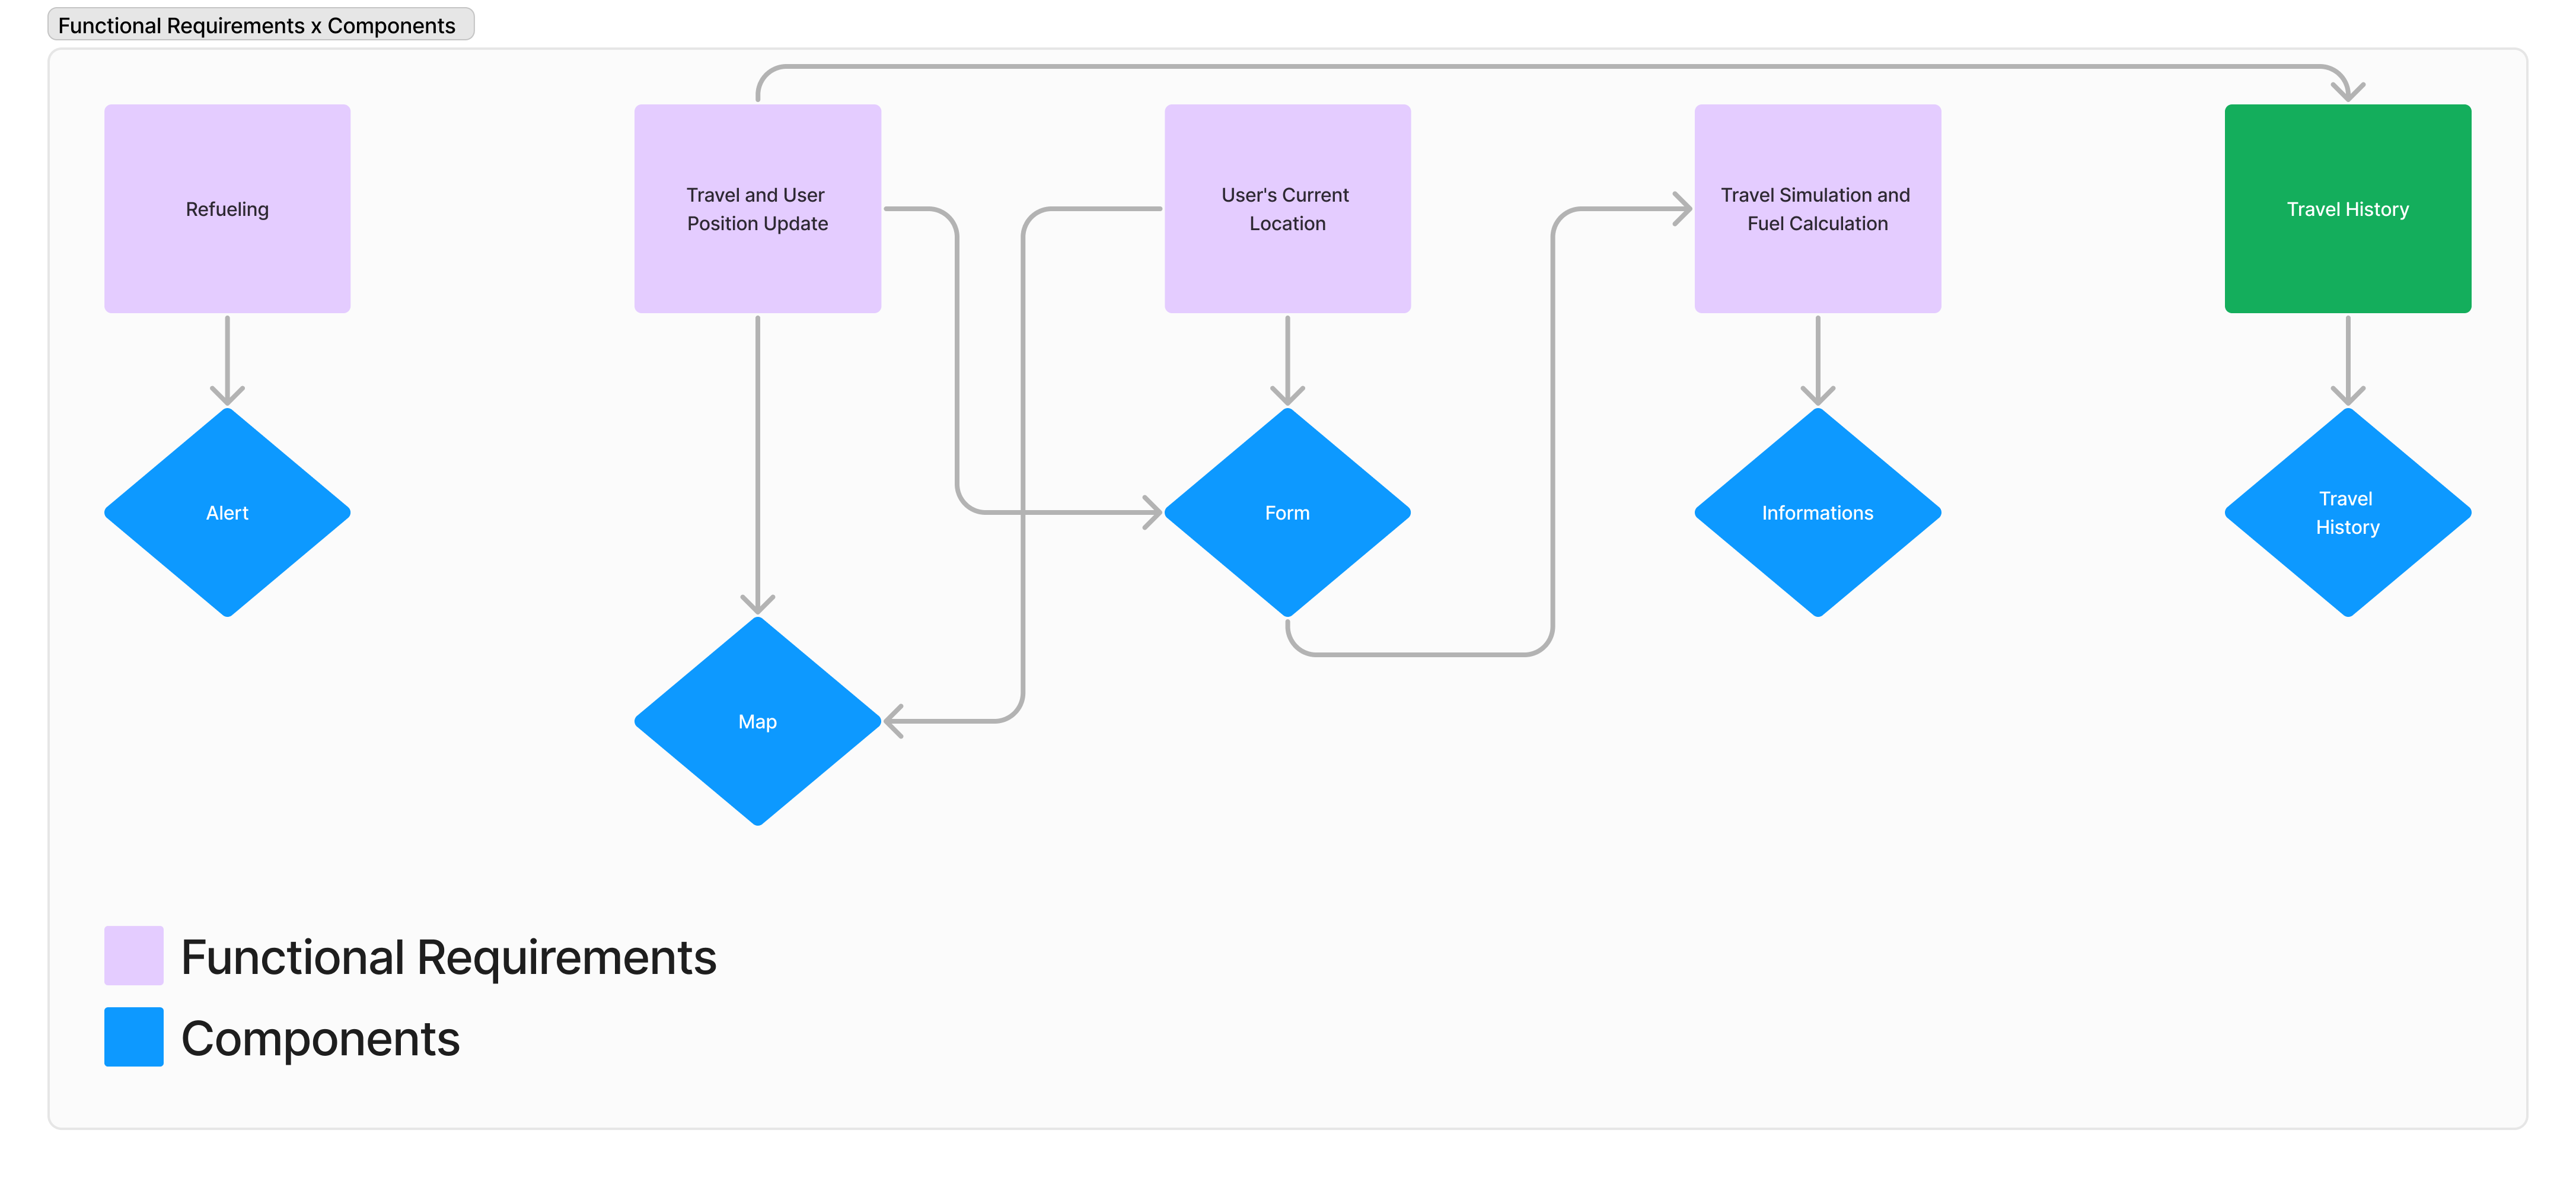 Functional Requirements x Components
Refueling
Travel and User
Position Update
User's Current
Location
Travel Simulation and
Fuel Calculation
Travel History
Alert
Form
Informations
Travel
History
Map
Functional Requirements
Components